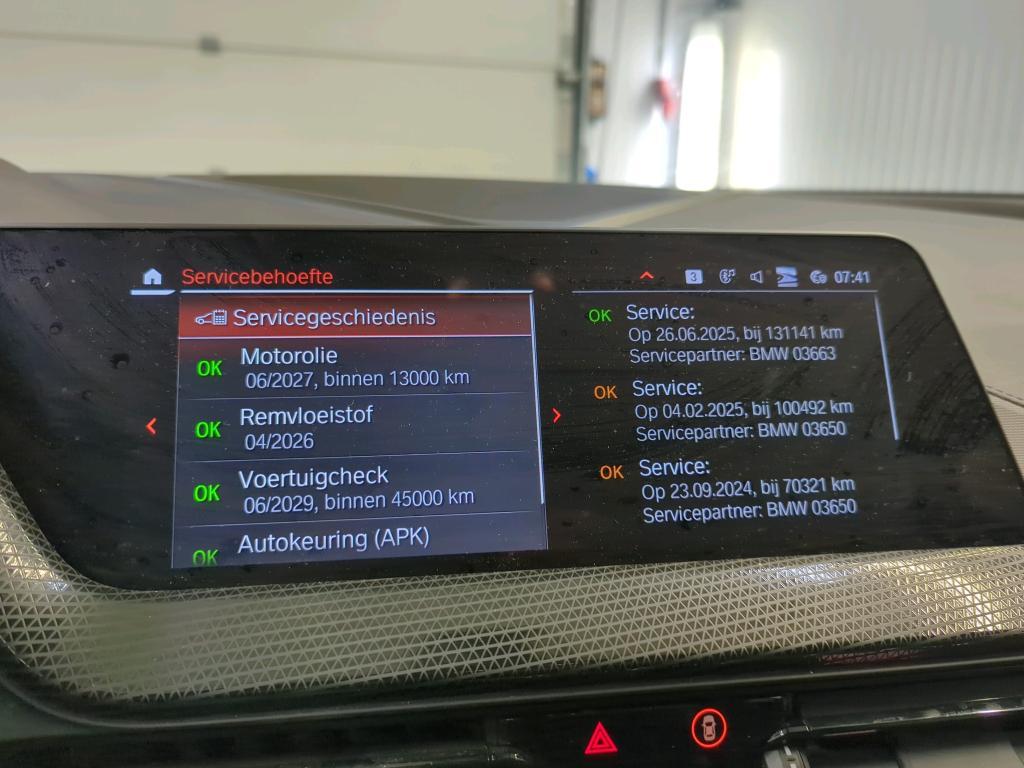 Servicebehoefte
3
07:41
Servicegeschiedenis
OK Motorolie
06/2027, binnen 13000 km
OK Remvloeistof
04/2026
OK Voertuigcheck
06/2029, binnen 45000 km
OK Autokeuring (APK)
OK Service:
Op 26.06.2025, bij 131141 km
Servicepartner: BMW 03663
OK Service:
Op 04.02.2025, bij 100492 km
Servicepartner: BMW 03650
OK Service:
Op 23.09.2024, bij 70321 km
Servicepartner: BMW 03650